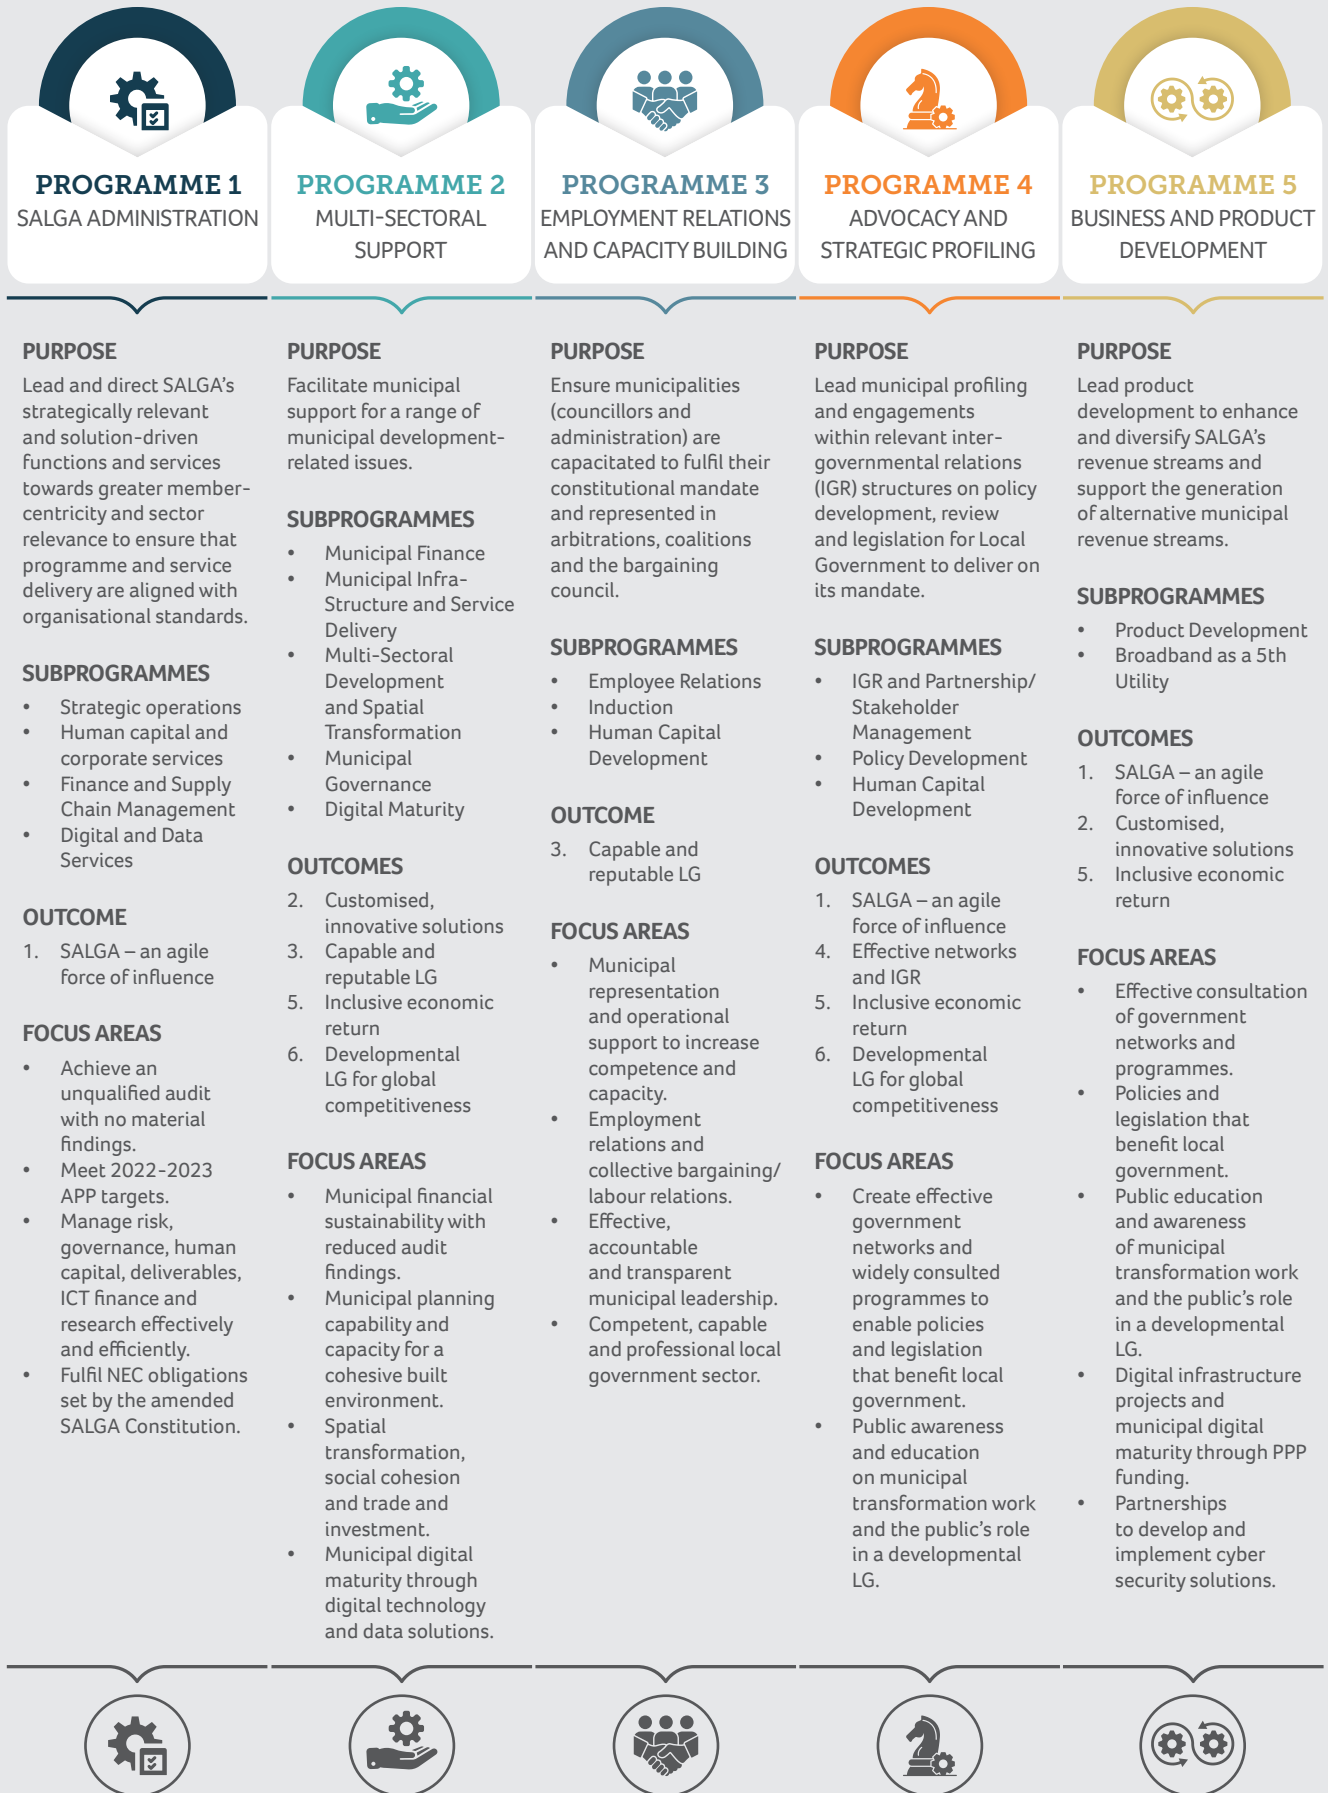 PROGRAMME 1
SALGA ADMINISTRATION
PURPOSE
Lead and direct SALGA's
strategically relevant
and solution-driven
functions and services
towards greater member-
centricity and sector
relevance to ensure that
programme and service
delivery are aligned with
organisational standards.
SUBPROGRAMMES
• Strategic operations
• Human capital and
corporate services
• Finance and Supply
Chain Management
• Digital and Data
Services
OUTCOME
1. SALGA – an agile
force of influence
FOCUS AREAS
• Achieve an
unqualified audit
with no material
findings.
• Meet 2022-2023
APP targets.
• Manage risk,
governance, human
capital, deliverables,
ICT finance and
research effectively
and efficiently.
• Fulfil NEC obligations
set by the amended
SALGA Constitution.
PROGRAMME 2
MULTI-SECTORAL
SUPPORT
PURPOSE
Facilitate municipal
support for a range of
municipal development-
related issues.
SUBPROGRAMMES
• Municipal Finance
• Municipal Infra-
Structure and Service
Delivery
• Multi-Sectoral
Development
and Spatial
Transformation
• Municipal
Governance
• Digital Maturity
OUTCOMES
2. Customised,
innovative solutions
3. Capable and
reputable LG
5. Inclusive economic
return
6. Developmental
LG for global
competitiveness
FOCUS AREAS
• Municipal financial
sustainability with
reduced audit
findings.
• Municipal planning
capability and
capacity for a
cohesive built
environment.
• Spatial
transformation,
social cohesion
and trade and
investment.
• Municipal digital
maturity through
digital technology
and data solutions.
PROGRAMME 3
EMPLOYMENT RELATIONS
AND CAPACITY BUILDING
PURPOSE
Ensure municipalities
(councillors and
administration) are
capacitated to fulfil their
constitutional mandate
and represented in
arbitrations, coalitions
and the bargaining
council.
SUBPROGRAMMES
• Employee Relations
• Induction
• Human Capital
Development
OUTCOME
3. Capable and
reputable LG
FOCUS AREAS
• Municipal
representation
and operational
support to increase
competence and
capacity.
• Employment
relations and
collective bargaining/
labour relations.
• Effective,
accountable
and transparent
municipal leadership.
• Competent, capable
and professional local
government sector.
PROGRAMME 4
ADVOCACY AND
STRATEGIC PROFILING
PURPOSE
Lead municipal profiling
and engagements
within relevant inter-
governmental relations
(IGR) structures on policy
development, review
and legislation for Local
Government to deliver on
its mandate.
SUBPROGRAMMES
• IGR and Partnership/
Stakeholder
Management
• Policy Development
• Human Capital
Development
OUTCOMES
1. SALGA – an agile
force of influence
4. Effective networks
and IGR
5. Inclusive economic
return
6. Developmental
LG for global
competitiveness
FOCUS AREAS
• Create effective
government
networks and
widely consulted
programmes to
enable policies
and legislation
that benefit local
government.
• Public awareness
and education
on municipal
transformation work
and the public's role
in a developmental
LG.
PROGRAMME 5
BUSINESS AND PRODUCT
DEVELOPMENT
PURPOSE
Lead product
development to enhance
and diversify SALGA's
revenue streams and
support the generation
of alternative municipal
revenue streams.
SUBPROGRAMMES
• Product Development
• Broadband as a 5th
Utility
OUTCOMES
1. SALGA – an agile
force of influence
2. Customised,
innovative solutions
5. Inclusive economic
return
FOCUS AREAS
• Effective consultation
of government
networks and
programmes.
• Policies and
legislation that
benefit local
government.
• Public education
and awareness
of municipal
transformation work
and the public's role
in a developmental
LG.
• Digital infrastructure
projects and
municipal digital
maturity through PPP
funding.
• Partnerships
to develop and
implement cyber
security solutions.